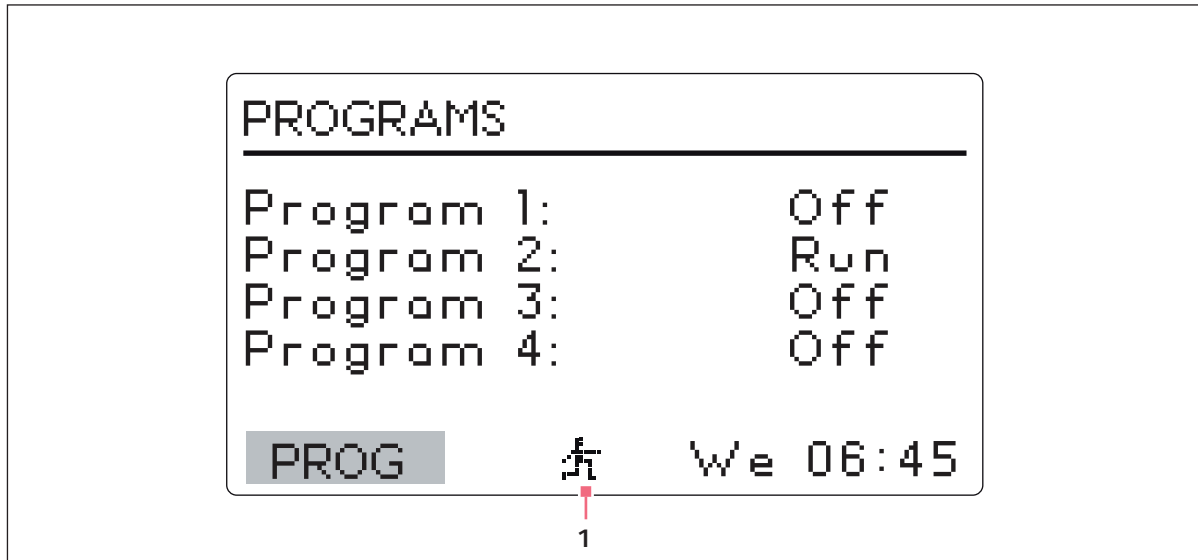 PROGRAMS
Program 1: Off
Program 2: Run
Program 3: Off
Program 4: Off
PROG We 06:45
1